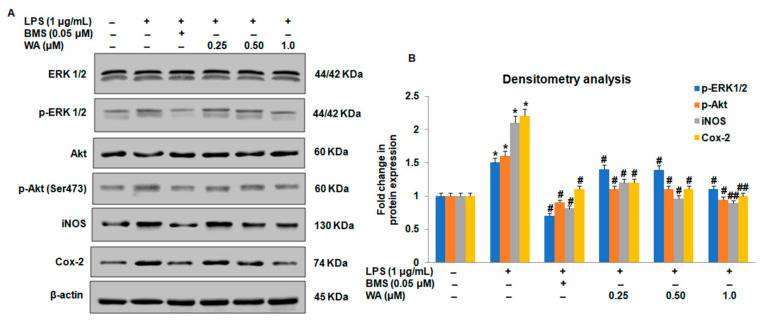 A
LPS (1 µg/mL) – + + + + +
BMS (0.05 µM) – – + – – –
WA (µM) – – – 0.25 0.50 1.0
ERK 1/2 44/42 KDa
p-ERK 1/2 44/42 KDa
Akt 60 KDa
p-Akt (Ser473) 60 KDa
iNOS 130 KDa
Cox-2 74 KDa
β-actin 45 KDa
B
Densitometry analysis
p-ERK1/2
p-Akt
iNOS
Cox-2
Fold change in
protein expression
2.5
2
1.5
1
0.5
0
* * * *
# # # #
# # # #
# # # #
# # ## ##
LPS (1 µg/mL) – + + + + +
BMS (0.05 µM) – – +
WA (µM) – – – 0.25 0.50 1.0